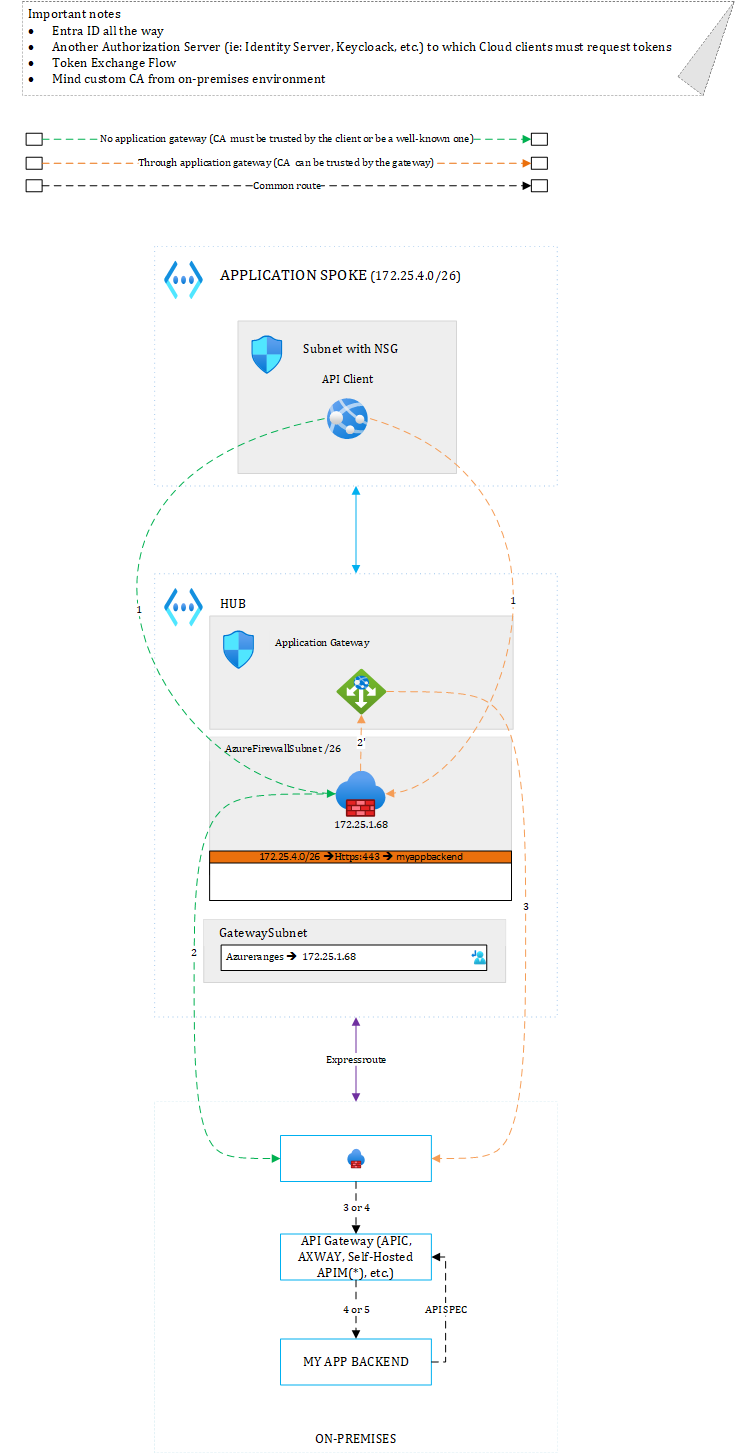 Important notes
• Entra ID all the way
• Another Authorization Server (ie: Identity Server, Keycloack, etc.) to which Cloud clients must request tokens
• Token Exchange Flow
• Mind custom CA from on-premises environment
No application gateway (CA must be trusted by the client or be a well-known one)
Through application gateway (CA can be trusted by the gateway)
Common route
APPLICATION SPOKE (172.25.4.0/26)
Subnet with NSG
API Client
1
1
HUB
Application Gateway
2'
AzureFirewallSubnet /26
172.25.1.68
172.25.4.0/26 ➔Https:443 ➔ myappbackend
3
GatewaySubnet
2
Azureranges ➔ 172.25.1.68
Expressroute
3 or 4
API Gateway (APIC,
AXWAY, Self-Hosted
APIM(*), etc.)
4 or 5
API SPEC
MY APP BACKEND
ON-PREMISES